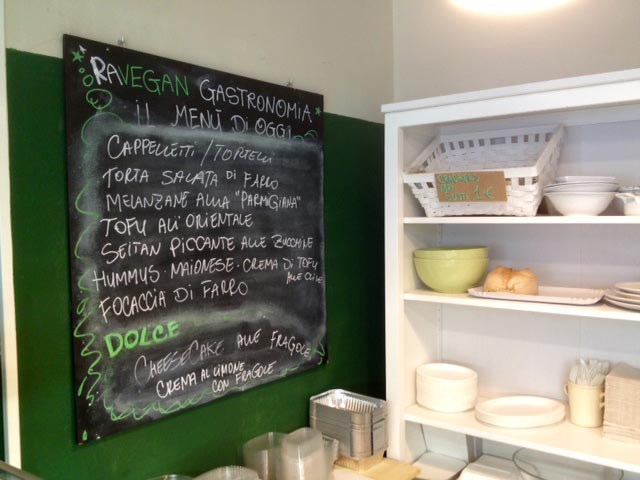 RAVEGAN GASTRONOMIA
IL MENÙ DI OGGI
CAPPELLETTI / TORTELLI
TORTA SALATA DI FARRO
MELANZANE ALLA "PARMIGIANA"
TOFU ALL'ORIENTALE
SEITAN PICCANTE ALLE ZUCCHINE
HUMMUS · MAIONESE · CREMA DI TOFU
ALLE OLIVE
FOCACCIA DI FARRO
DOLCE
CHEESECAKE ALLE FRAGOLE
CREMA AL LIMONE
CON FRAGOLE
1€